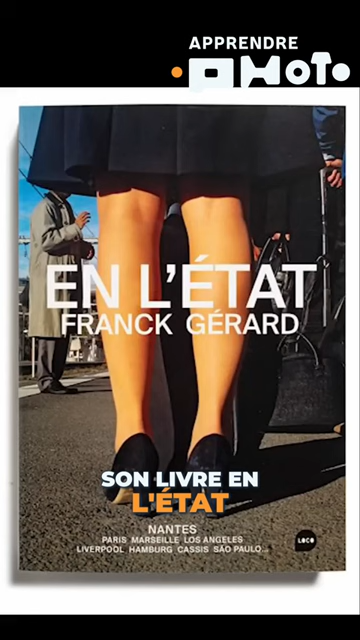 APPRENDRE
PHOTO
EN L'ÉTAT
FRANCK GÉRARD
SON LIVRE EN
L'ÉTAT
NANTES
PARIS MARSEILLE LOS ANGELES
LIVERPOOL HAMBURG CASSIS SÃO PAULO...
LOCO